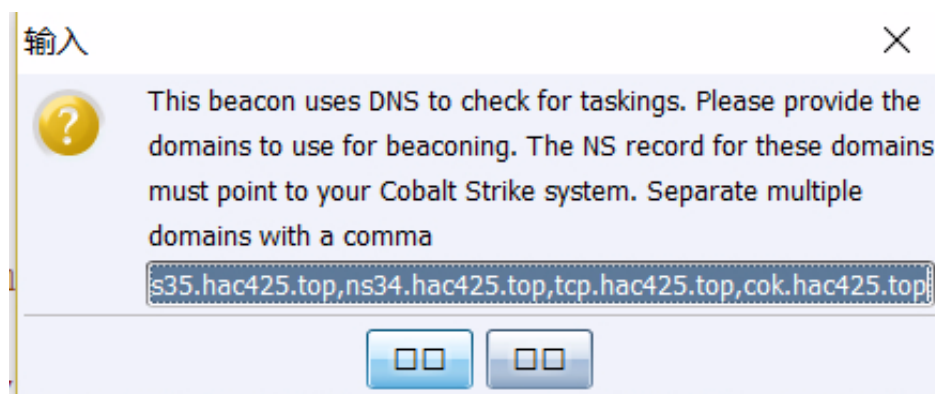 输入
This beacon uses DNS to check for taskings. Please provide the
domains to use for beaconing. The NS record for these domains
must point to your Cobalt Strike system. Separate multiple
domains with a comma
s35.hac425.top,ns34.hac425.top,tcp.hac425.top,cok.hac425.top